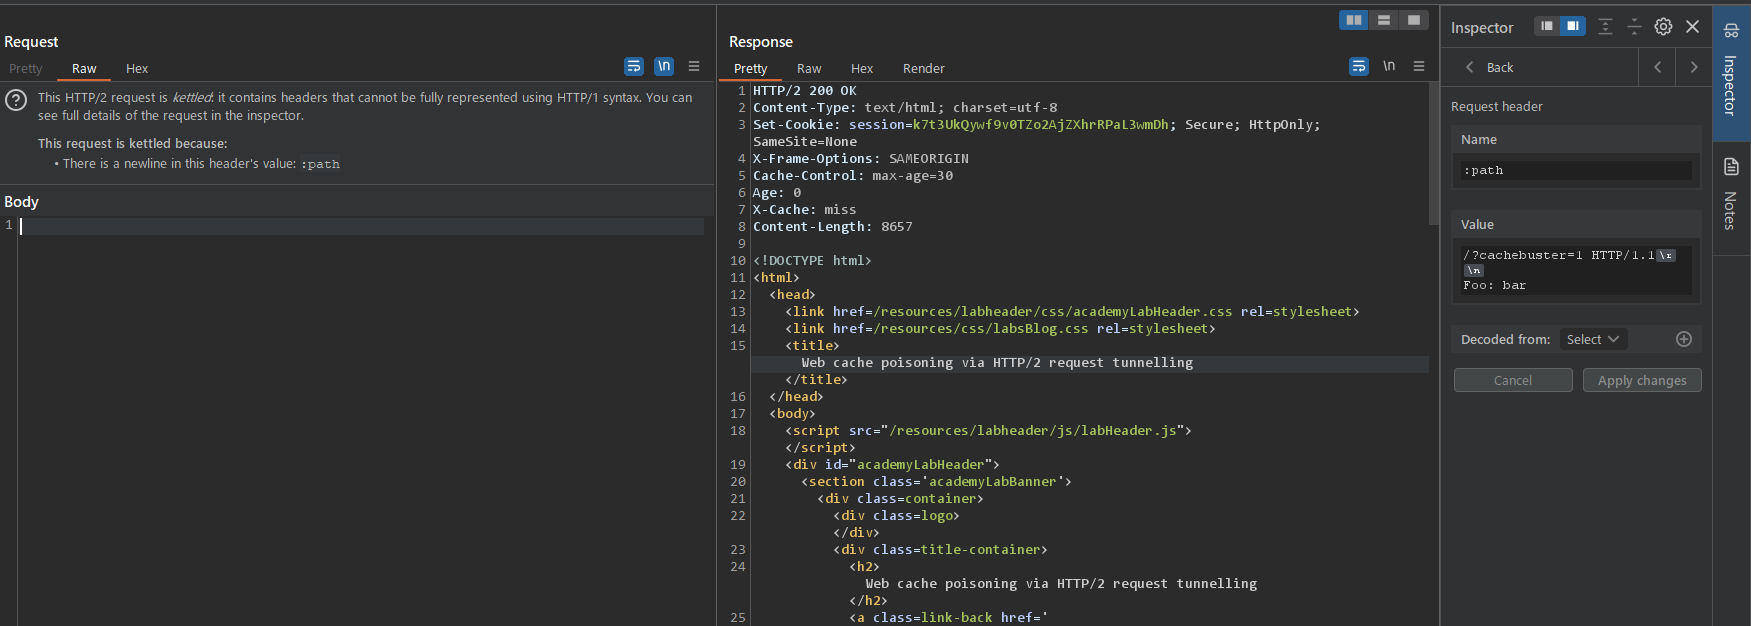 Request
Pretty Raw Hex \n
This HTTP/2 request is kettled: it contains headers that cannot be fully represented using HTTP/1 syntax. You can
see full details of the request in the inspector.
This request is kettled because:
• There is a newline in this header's value: :path
Body
1
Response
Pretty Raw Hex Render \n
1 HTTP/2 200 OK
2 Content-Type: text/html; charset=utf-8
3 Set-Cookie: session=k7t3UkQywf9v0TZo2AjZXhrRPaL3wmDh; Secure; HttpOnly;
SameSite=None
4 X-Frame-Options: SAMEORIGIN
5 Cache-Control: max-age=30
6 Age: 0
7 X-Cache: miss
8 Content-Length: 8657
9
10 <!DOCTYPE html>
11 <html>
12 <head>
13 <link href=/resources/labheader/css/academyLabHeader.css rel=stylesheet>
14 <link href=/resources/css/labsBlog.css rel=stylesheet>
15 <title>
Web cache poisoning via HTTP/2 request tunnelling
</title>
16 </head>
17 <body>
18 <script src="/resources/labheader/js/labHeader.js">
</script>
19 <div id="academyLabHeader">
20 <section class='academyLabBanner'>
21 <div class=container>
22 <div class=logo>
</div>
23 <div class=title-container>
24 <h2>
Web cache poisoning via HTTP/2 request tunnelling
</h2>
25 <a class=link-back href='
Inspector
Back
Request header
Name
:path
Value
/?cachebuster=1 HTTP/1.1\r
\n
Foo: bar
Decoded from: Select
Cancel Apply changes
Inspector
Notes